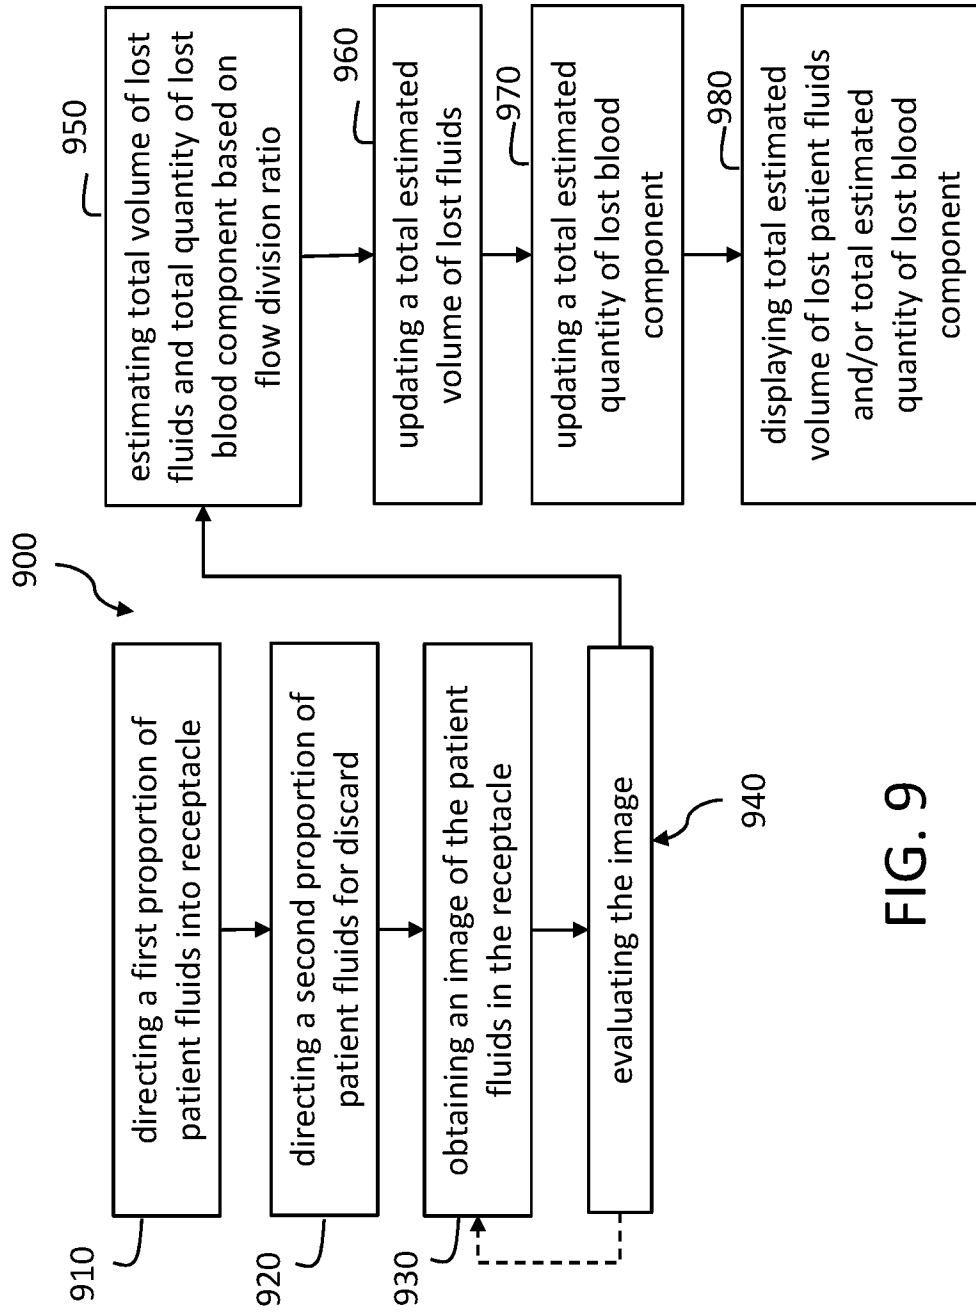 900
910
directing a first proportion of
patient fluids into receptacle
920
directing a second proportion of
patient fluids for discard
930
obtaining an image of the patient
fluids in the receptacle
evaluating the image
940
950
estimating total volume of lost
fluids and total quantity of lost
blood component based on
flow division ratio
960
updating a total estimated
volume of lost fluids
970
updating a total estimated
quantity of lost blood
component
980
displaying total estimated
volume of lost patient fluids
and/or total estimated
quantity of lost blood
component
FIG. 9